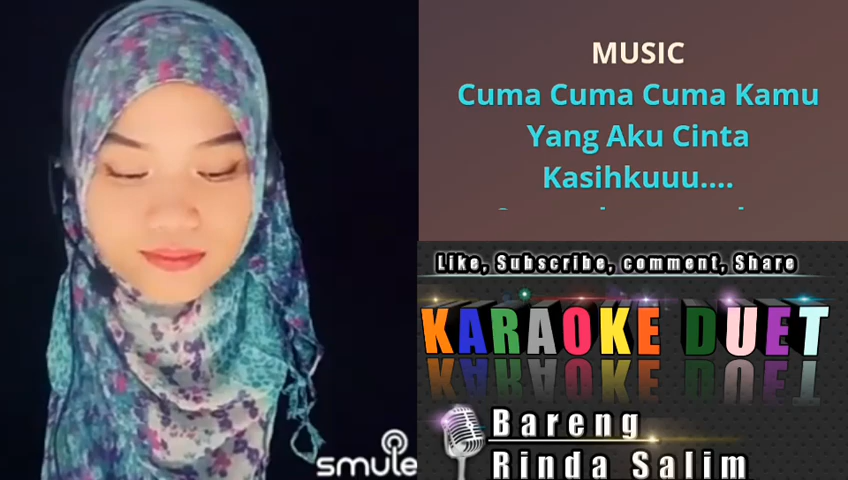 MUSIC
Cuma Cuma Cuma Kamu
Yang Aku Cinta
Kasihkuuu....
Like, Subscribe, comment, Share
KARAOKE DUET
Bareng
Rinda Salim
smule